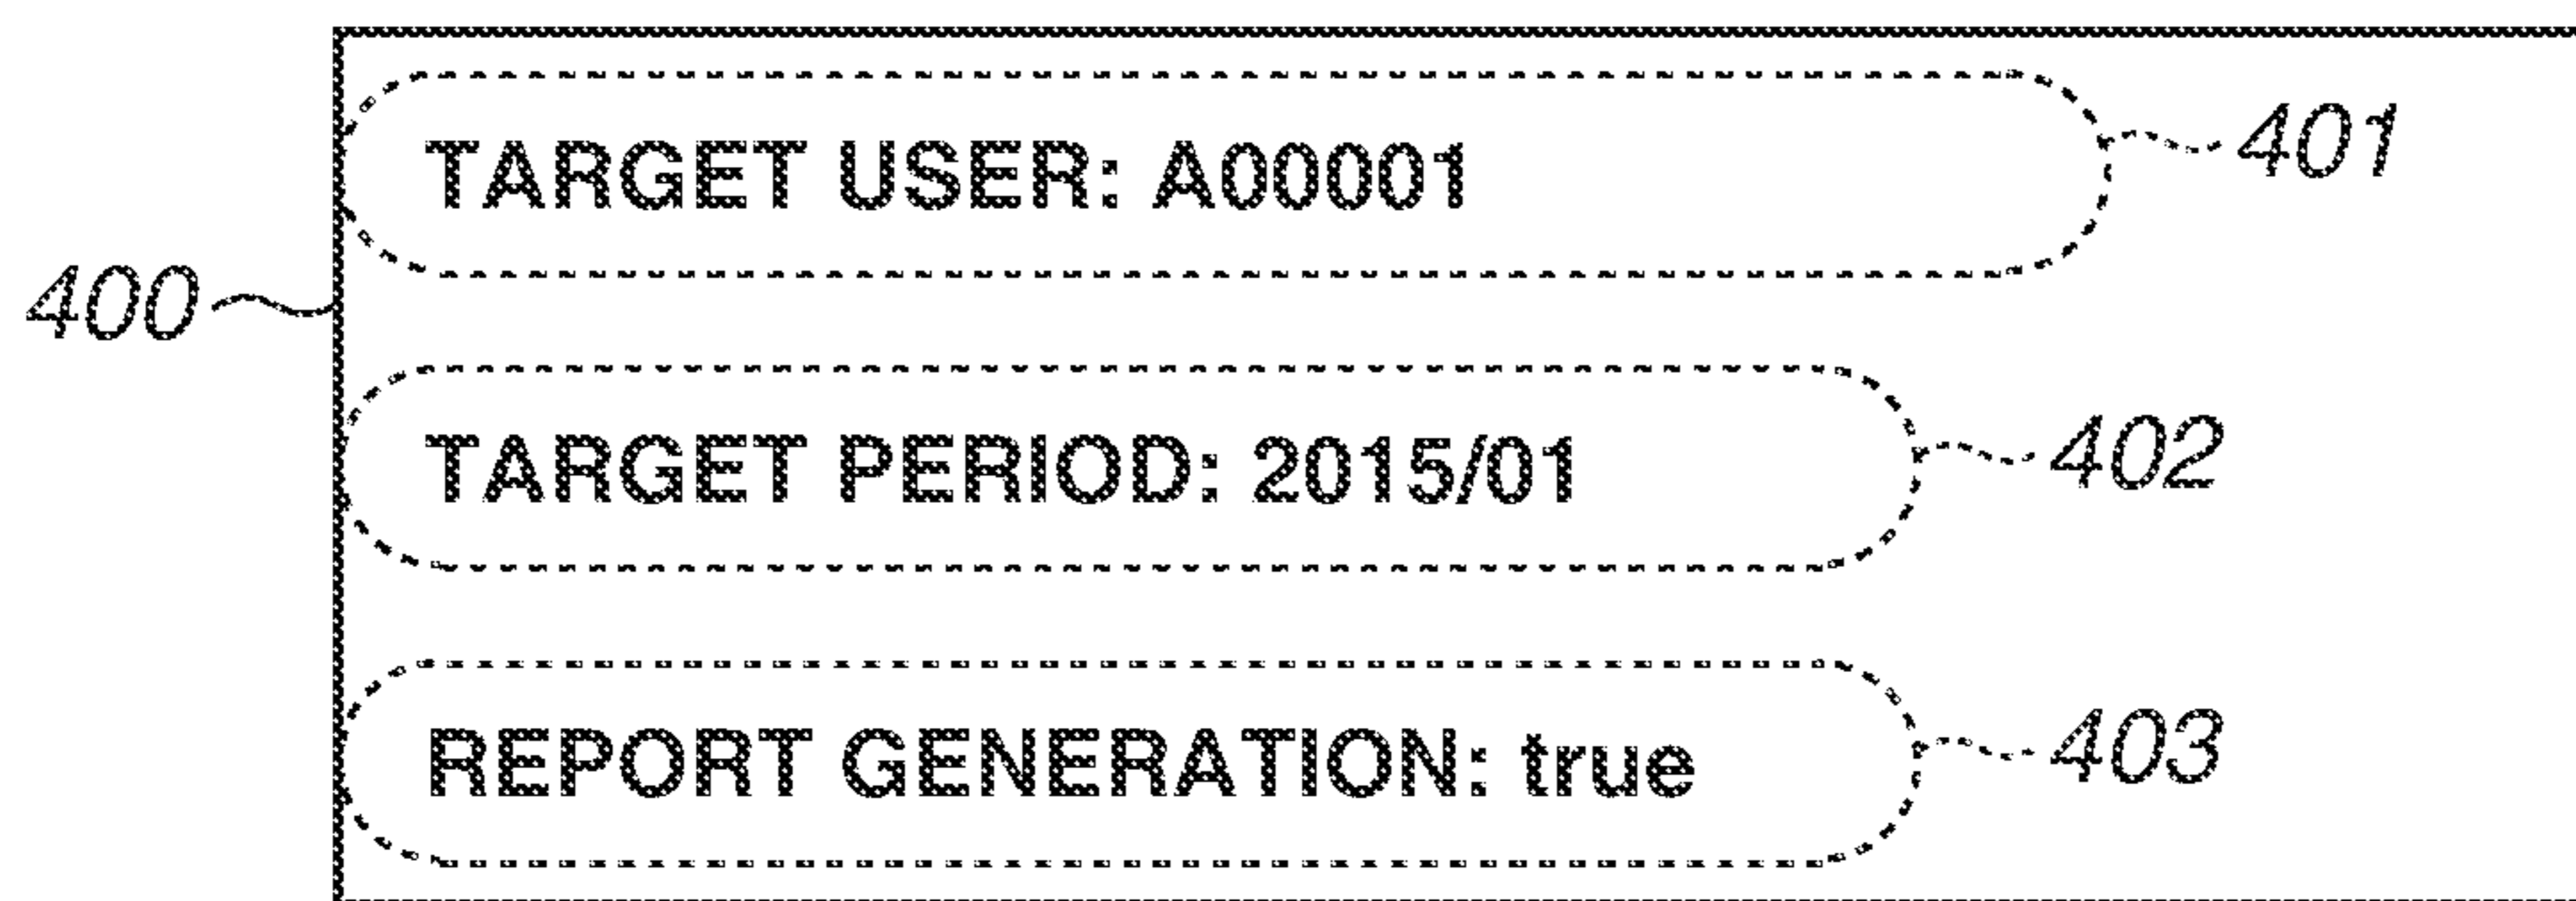 TARGET USER: A00001 401
400
TARGET PERIOD: 2015/01 402
REPORT GENERATION: true 403